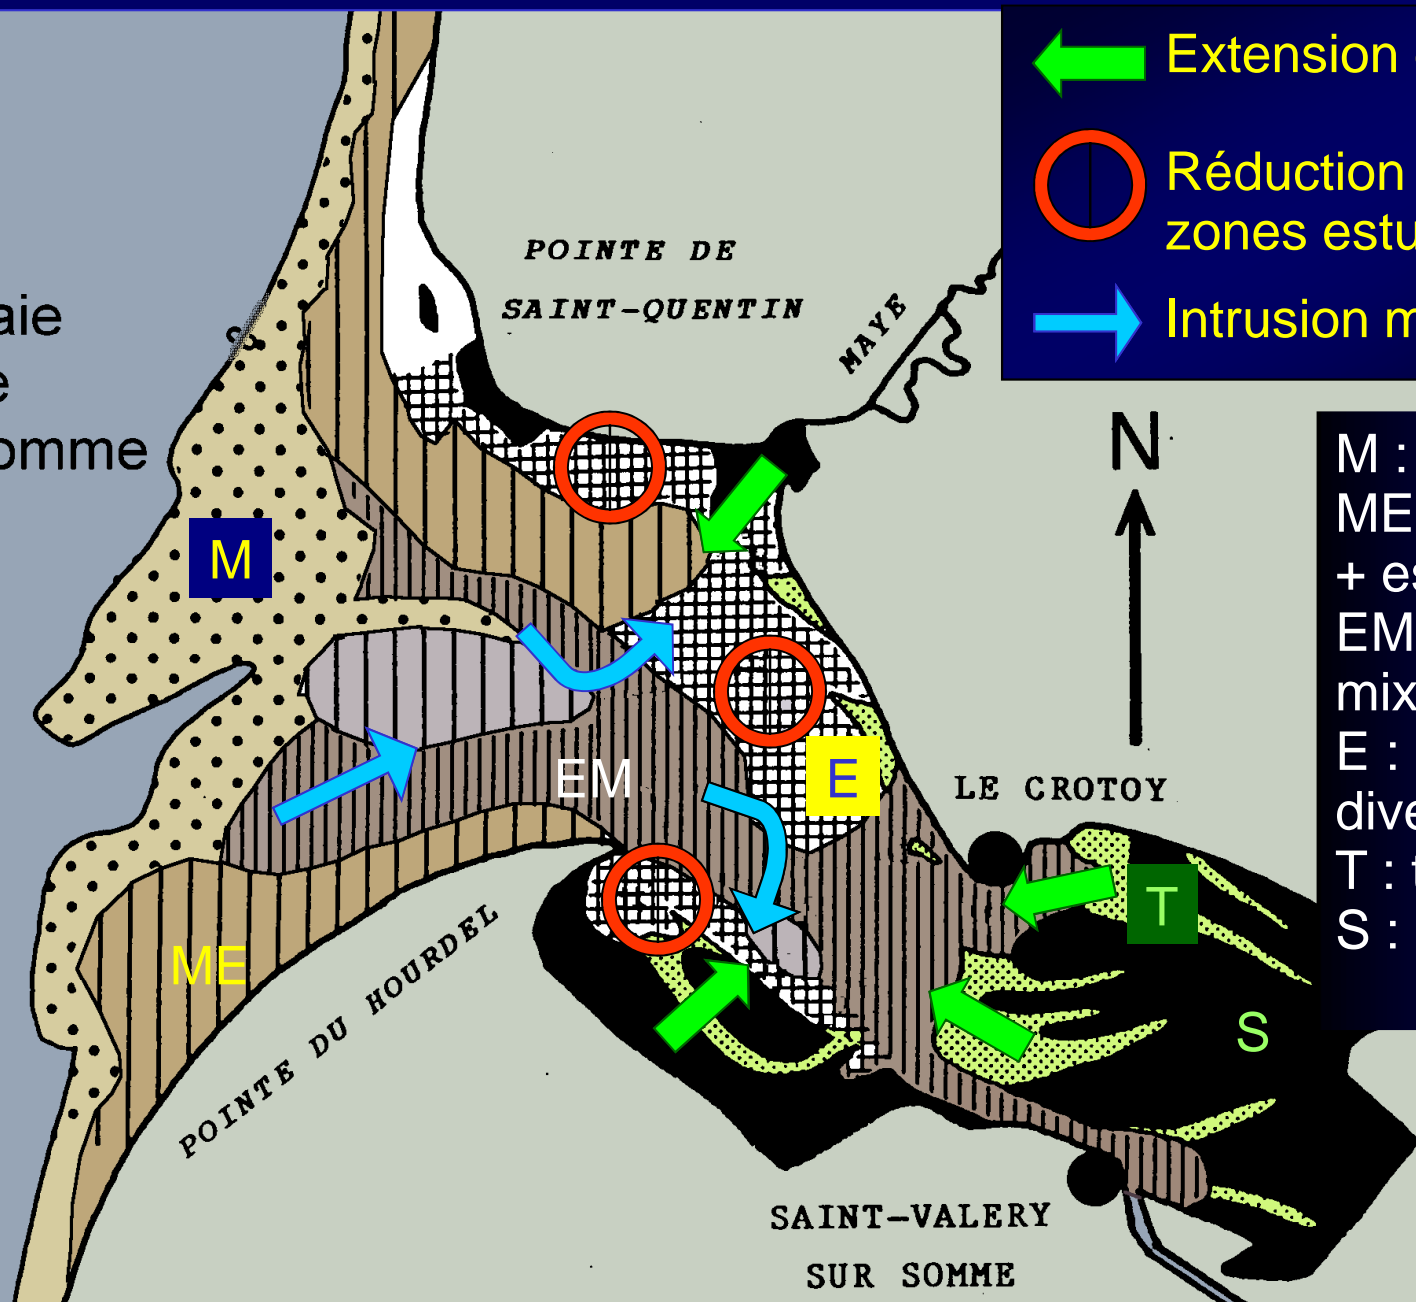 Extension
Réduction
zones estu
Intrusion m
POINTE DE
SAINT-QUENTIN
MAYE
aie
e
omme
N
M :
ME
+ es
EM
mix
E :
dive
T : t
S :
M
EM
E
LE CROTOY
T
ME
POINTE DU HOURDEL
S
SAINT-VALERY
SUR SOMME